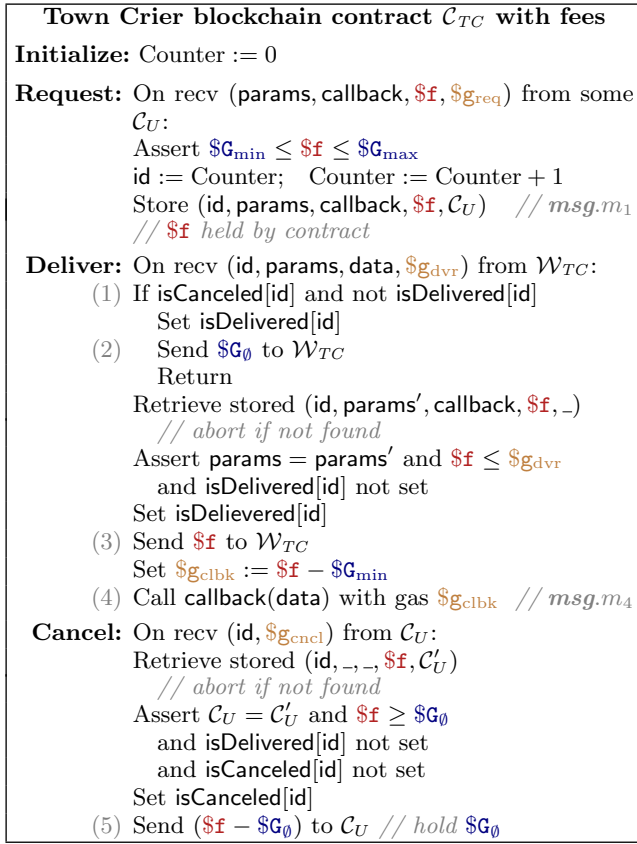 Town Crier blockchain contract 𝒞_TC with fees
Initialize: Counter := 0
Request: On recv (params, callback, $f, $g_req) from some
𝒞_U:
Assert $G_min ≤ $f ≤ $G_max
id := Counter; Counter := Counter + 1
Store (id, params, callback, $f, 𝒞_U) // msg.m_1
// $f held by contract
Deliver: On recv (id, params, data, $g_dvr) from 𝒲_TC:
(1) If isCanceled[id] and not isDelivered[id]
Set isDelivered[id]
(2) Send $G_∅ to 𝒲_TC
Return
Retrieve stored (id, params′, callback, $f, _)
// abort if not found
Assert params = params′ and $f ≤ $g_dvr
and isDelivered[id] not set
Set isDelievered[id]
(3) Send $f to 𝒲_TC
Set $g_clbk := $f − $G_min
(4) Call callback(data) with gas $g_clbk // msg.m_4
Cancel: On recv (id, $g_cncl) from 𝒞_U:
Retrieve stored (id, _, _, $f, 𝒞′_U)
// abort if not found
Assert 𝒞_U = 𝒞′_U and $f ≥ $G_∅
and isDelivered[id] not set
and isCanceled[id] not set
Set isCanceled[id]
(5) Send ($f − $G_∅) to 𝒞_U // hold $G_∅